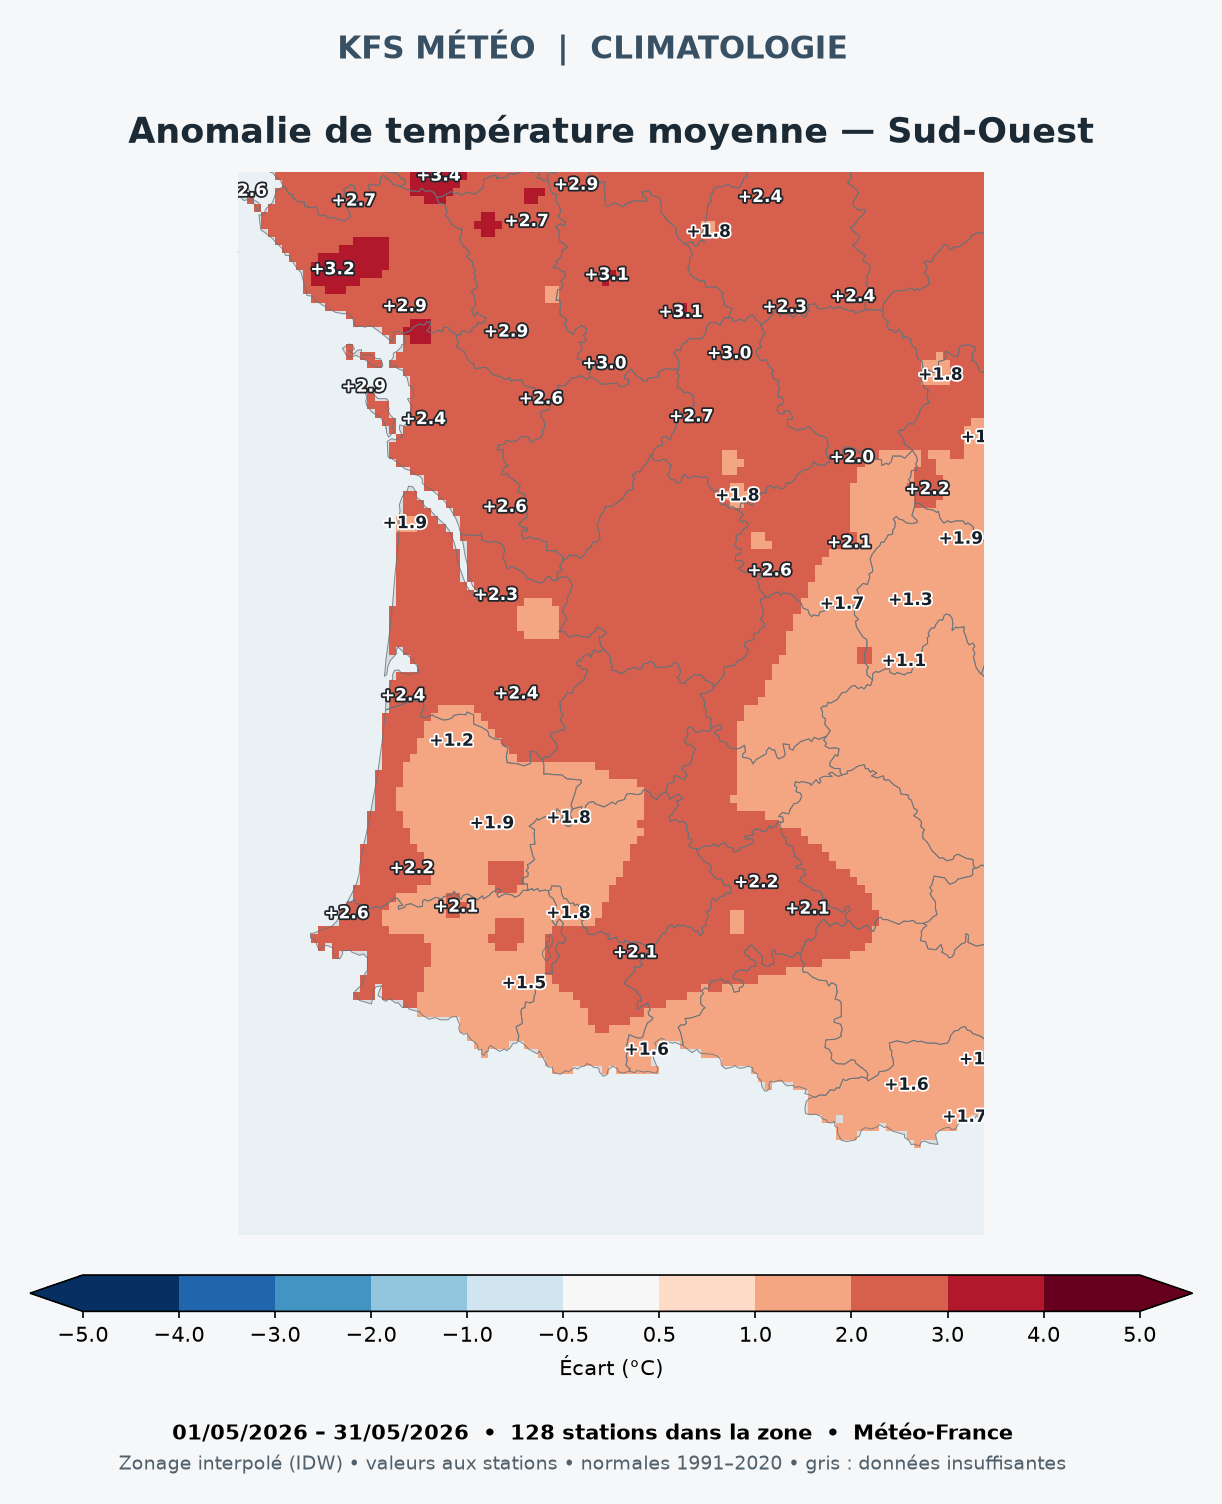 KFS MÉTÉO | CLIMATOLOGIE
Anomalie de température moyenne — Sud-Ouest
+3.4
2.6 +2.7 +2.9 +2.4
+2.7 +1.8
+3.2 +3.1
+2.9 +3.1 +2.3 +2.4
+2.9 +3.0
+3.0 +1.8
+2.9 +2.6
+2.4 +2.7 +1
+2.0
+1.8 +2.2
+2.6
+1.9 +2.1 +1.9
+2.6
+2.3 +1.7 +1.3
+1.1
+2.4 +2.4
+1.2
+1.9 +1.8
+2.2 +2.2
+2.6 +2.1 +1.8 +2.1
+2.1
+1.5
+1.6 +1
+1.6
+1.7
−5.0 −4.0 −3.0 −2.0 −1.0 −0.5 0.5 1.0 2.0 3.0 4.0 5.0
Écart (°C)
01/05/2026 – 31/05/2026 • 128 stations dans la zone • Météo-France
Zonage interpolé (IDW) • valeurs aux stations • normales 1991–2020 • gris : données insuffisantes